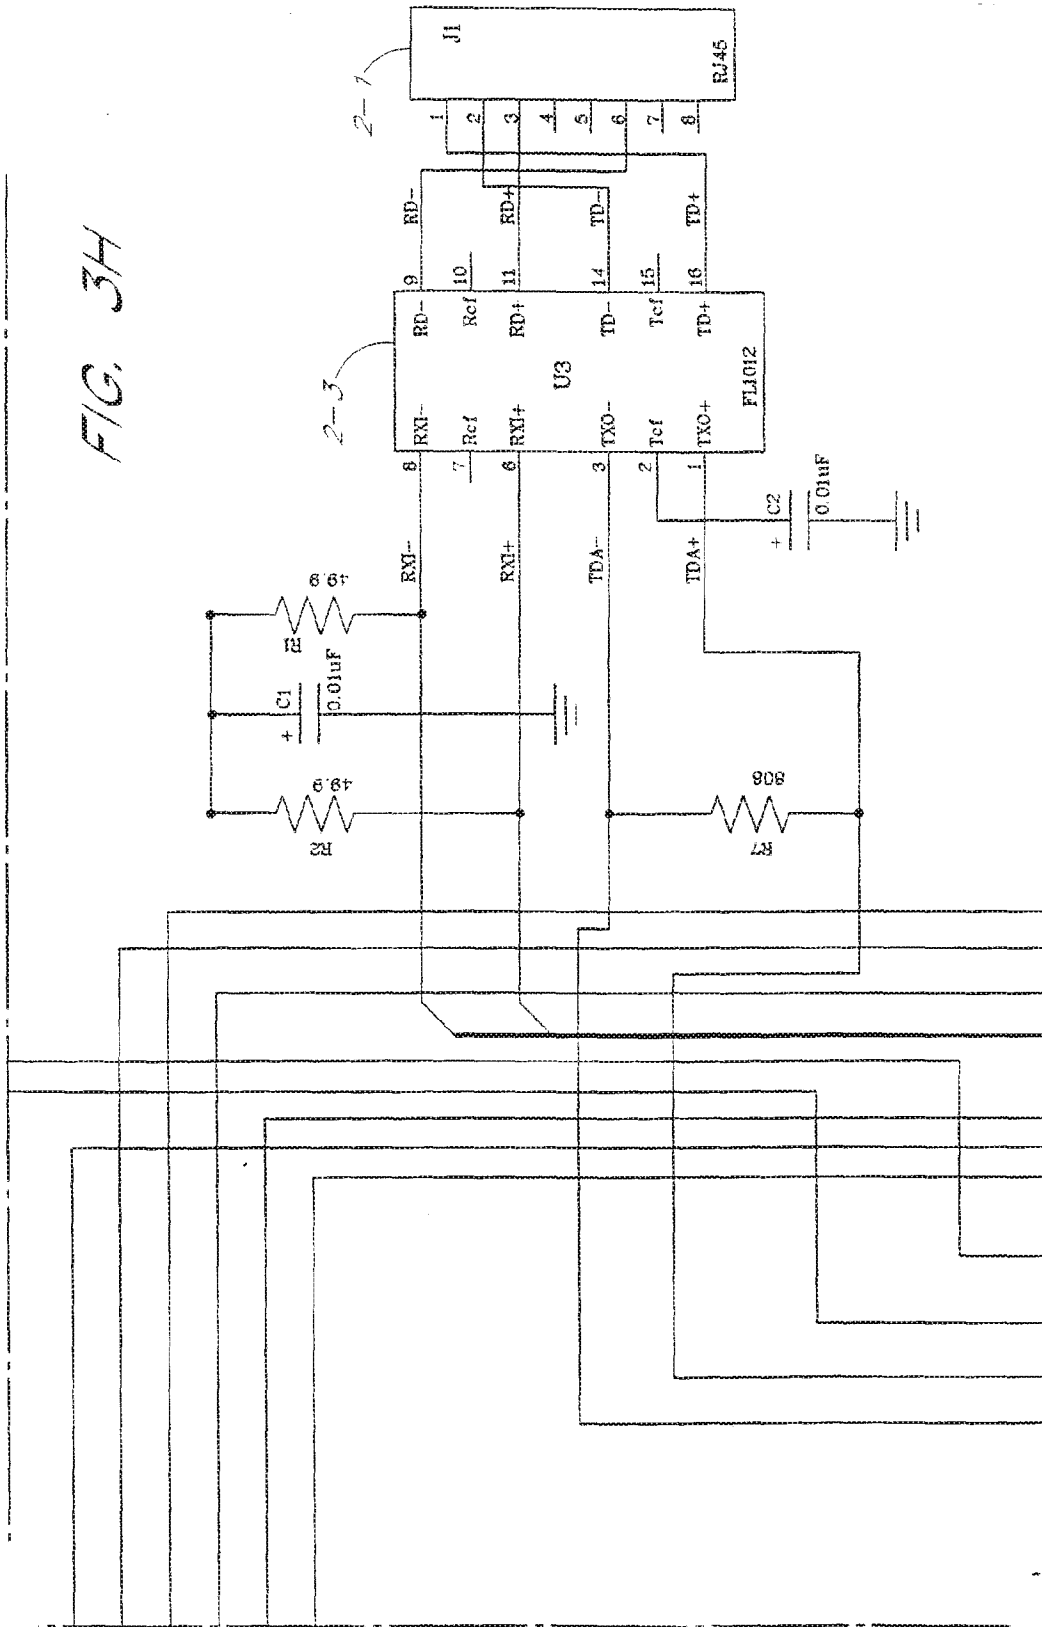 FIG. 3H
2-1
J1
RJ45
1
2
3
4
5
6
7
8
RD-
RD+
TD-
TD+
9
10
11
14
15
16
2-3
RD-
Rcf
RD+
TD-
Tcf
TD+
U3
FL1012
RXI-
Rcf
RXI+
TXO-
Tcf
TXO+
8
7
6
3
2
1
RXI-
RXI+
TDA-
TDA+
+
C2
0.01uF
R1
49.9
+
C1
0.01uF
R2
49.9
R7